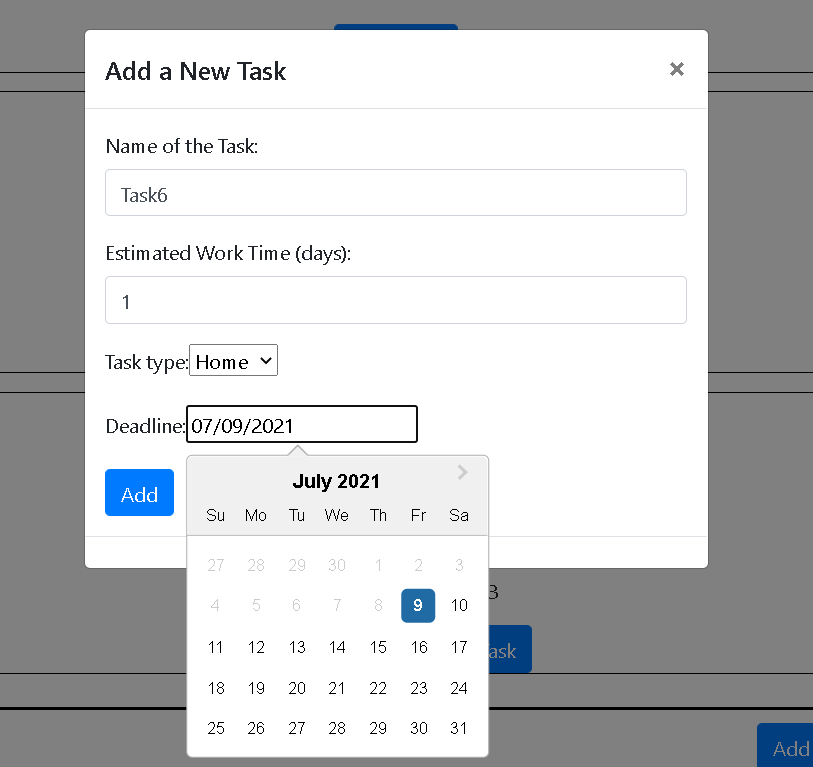 Add a New Task ×
Name of the Task:
Task6
Estimated Work Time (days):
1
Task type: Home
Deadline: 07/09/2021
Add
July 2021
Su Mo Tu We Th Fr Sa
27 28 29 30 1 2 3
4 5 6 7 8 9 10
11 12 13 14 15 16 17
18 19 20 21 22 23 24
25 26 27 28 29 30 31
Add